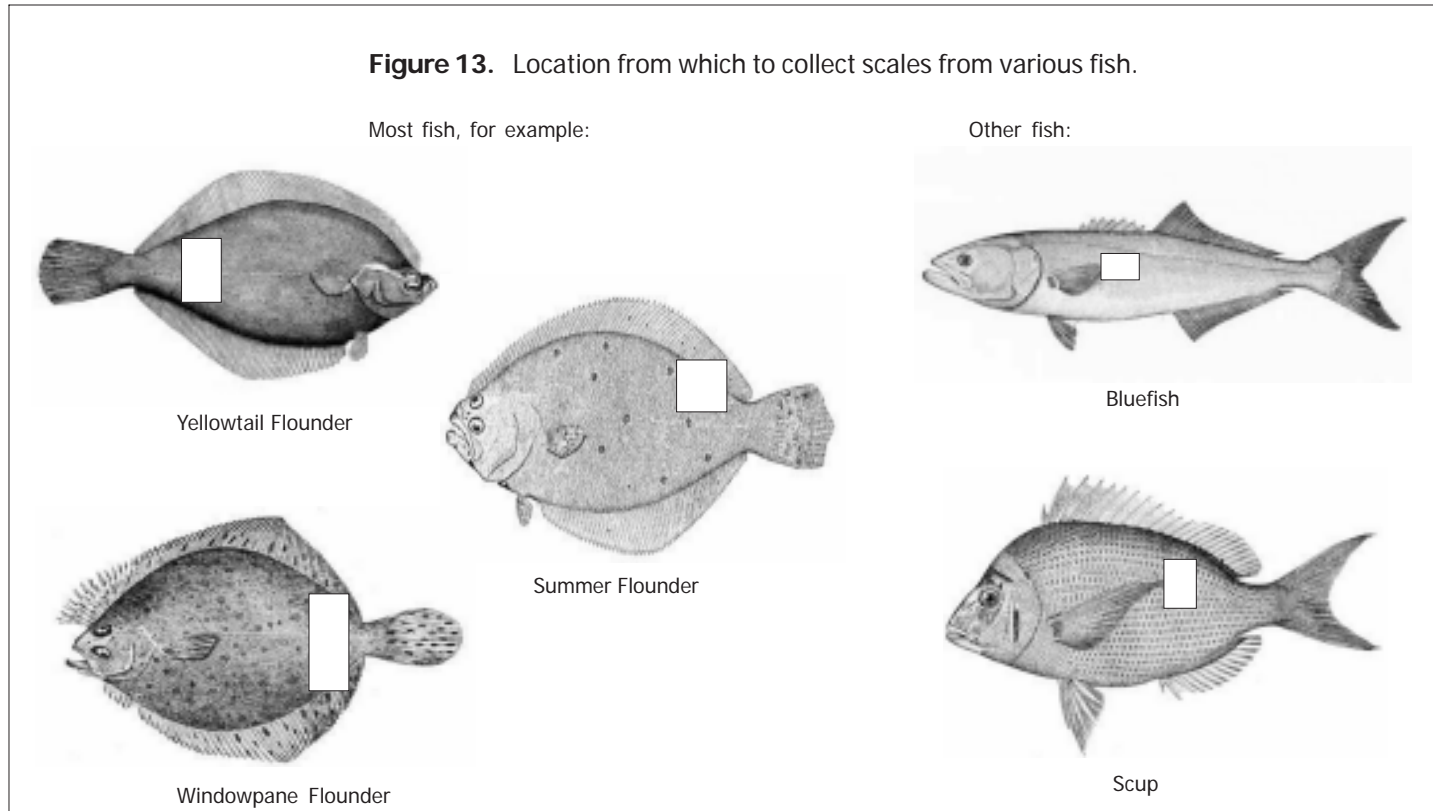 Figure 13. Location from which to collect scales from various fish.
Most fish, for example:
Other fish:
Yellowtail Flounder
Bluefish
Summer Flounder
Windowpane Flounder
Scup